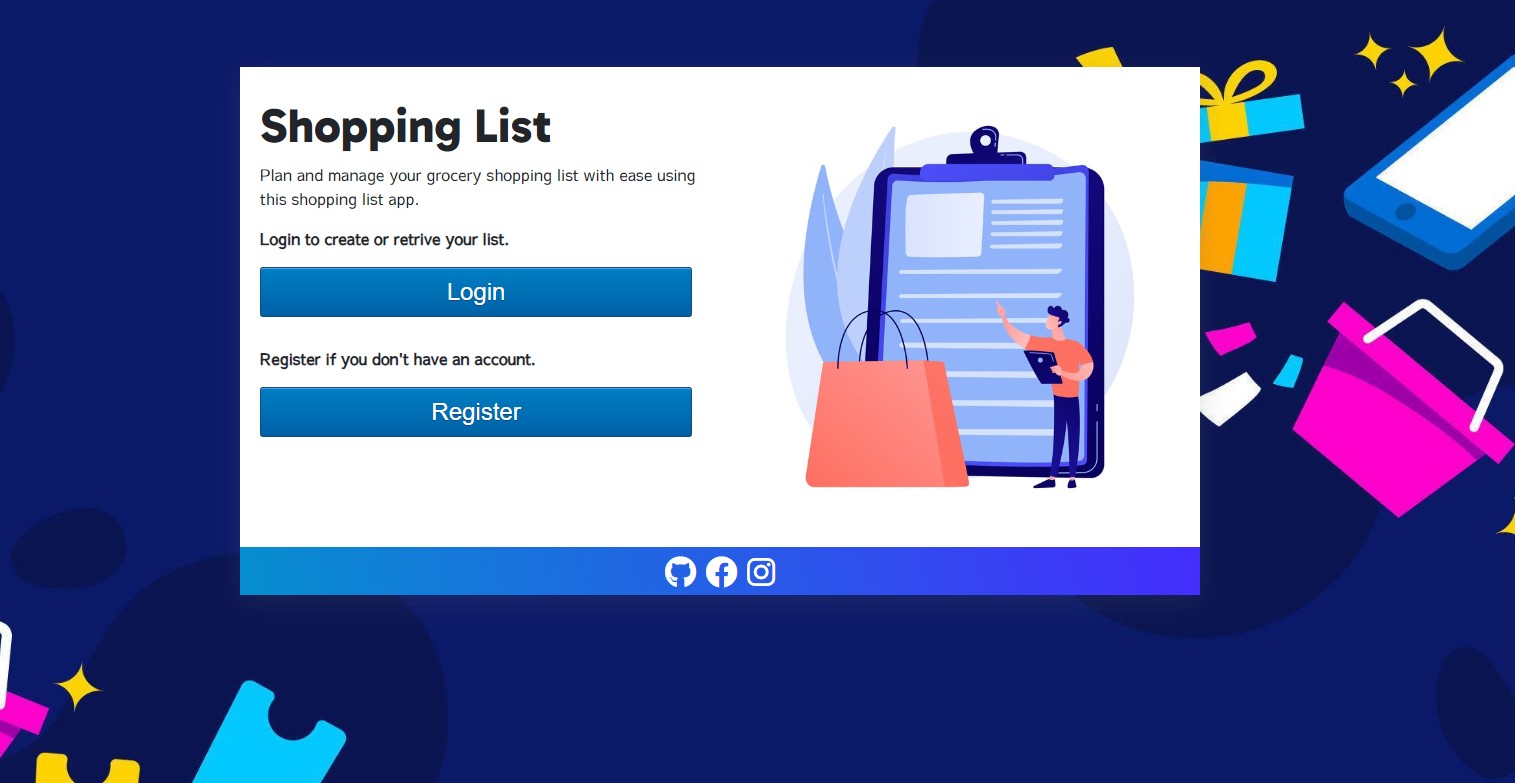 Shopping List
Plan and manage your grocery shopping list with ease using
this shopping list app.
Login to create or retrive your list.
Login
Register if you don't have an account.
Register